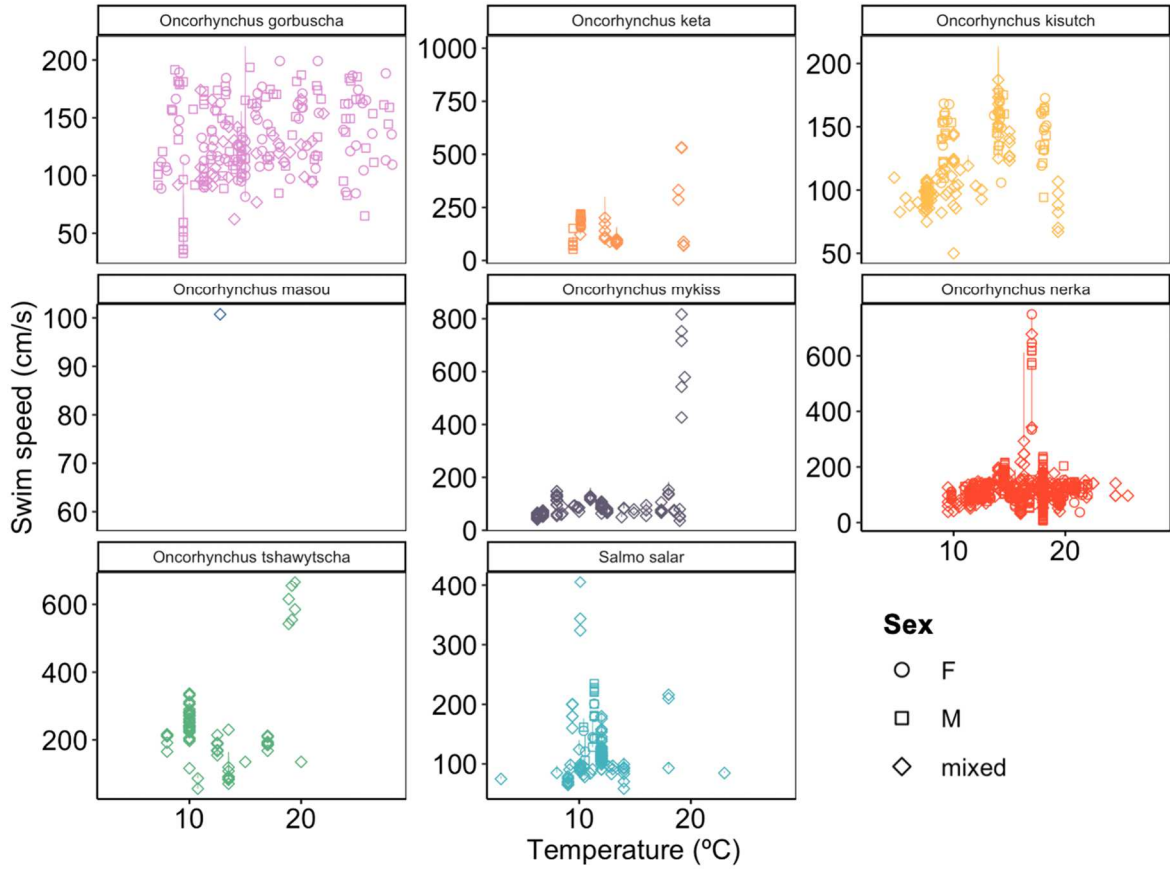 Oncorhynchus gorbuscha
Oncorhynchus keta
Oncorhynchus kisutch
200
150
100
50
1000
750
500
250
0
200
150
100
50
Oncorhynchus masou
Oncorhynchus mykiss
Oncorhynchus nerka
100
90
80
70
60
800
600
400
200
0
600
400
200
0
10
20
Oncorhynchus tshawytscha
Salmo salar
600
400
200
400
300
200
100
10
20
10
20
Swim speed (cm/s)
Temperature (ºC)
Sex
F
M
mixed